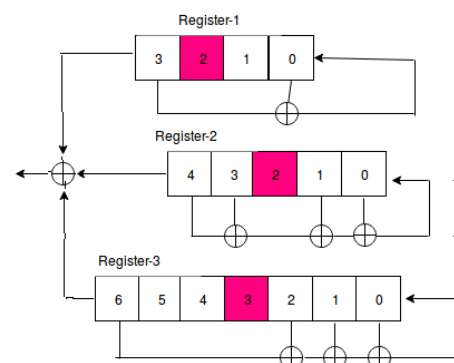 Register-1
3 2 1 0
Register-2
4 3 2 1 0
Register-3
6 5 4 3 2 1 0